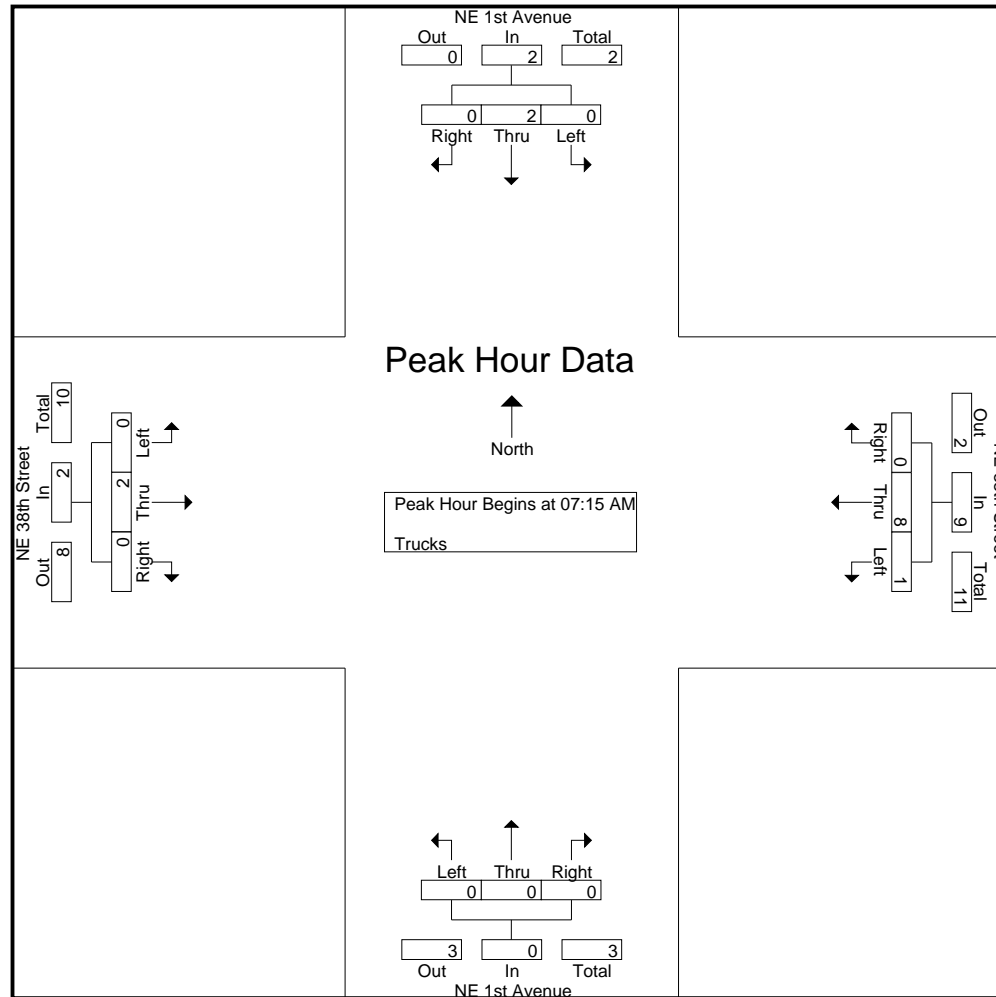 NE 1st Avenue
Out In Total
0 2 2
0 2 0
Right Thru Left
Peak Hour Data
North
Peak Hour Begins at 07:15 AM
Trucks
NE 38th Street
Out In Total
8 2 10
0 2 0
Right Thru Left
Out In Total
2 9 11
0 8 1
Right Thru Left
Left Thru Right
0 0 0
3 0 3
Out In Total
NE 1st Avenue